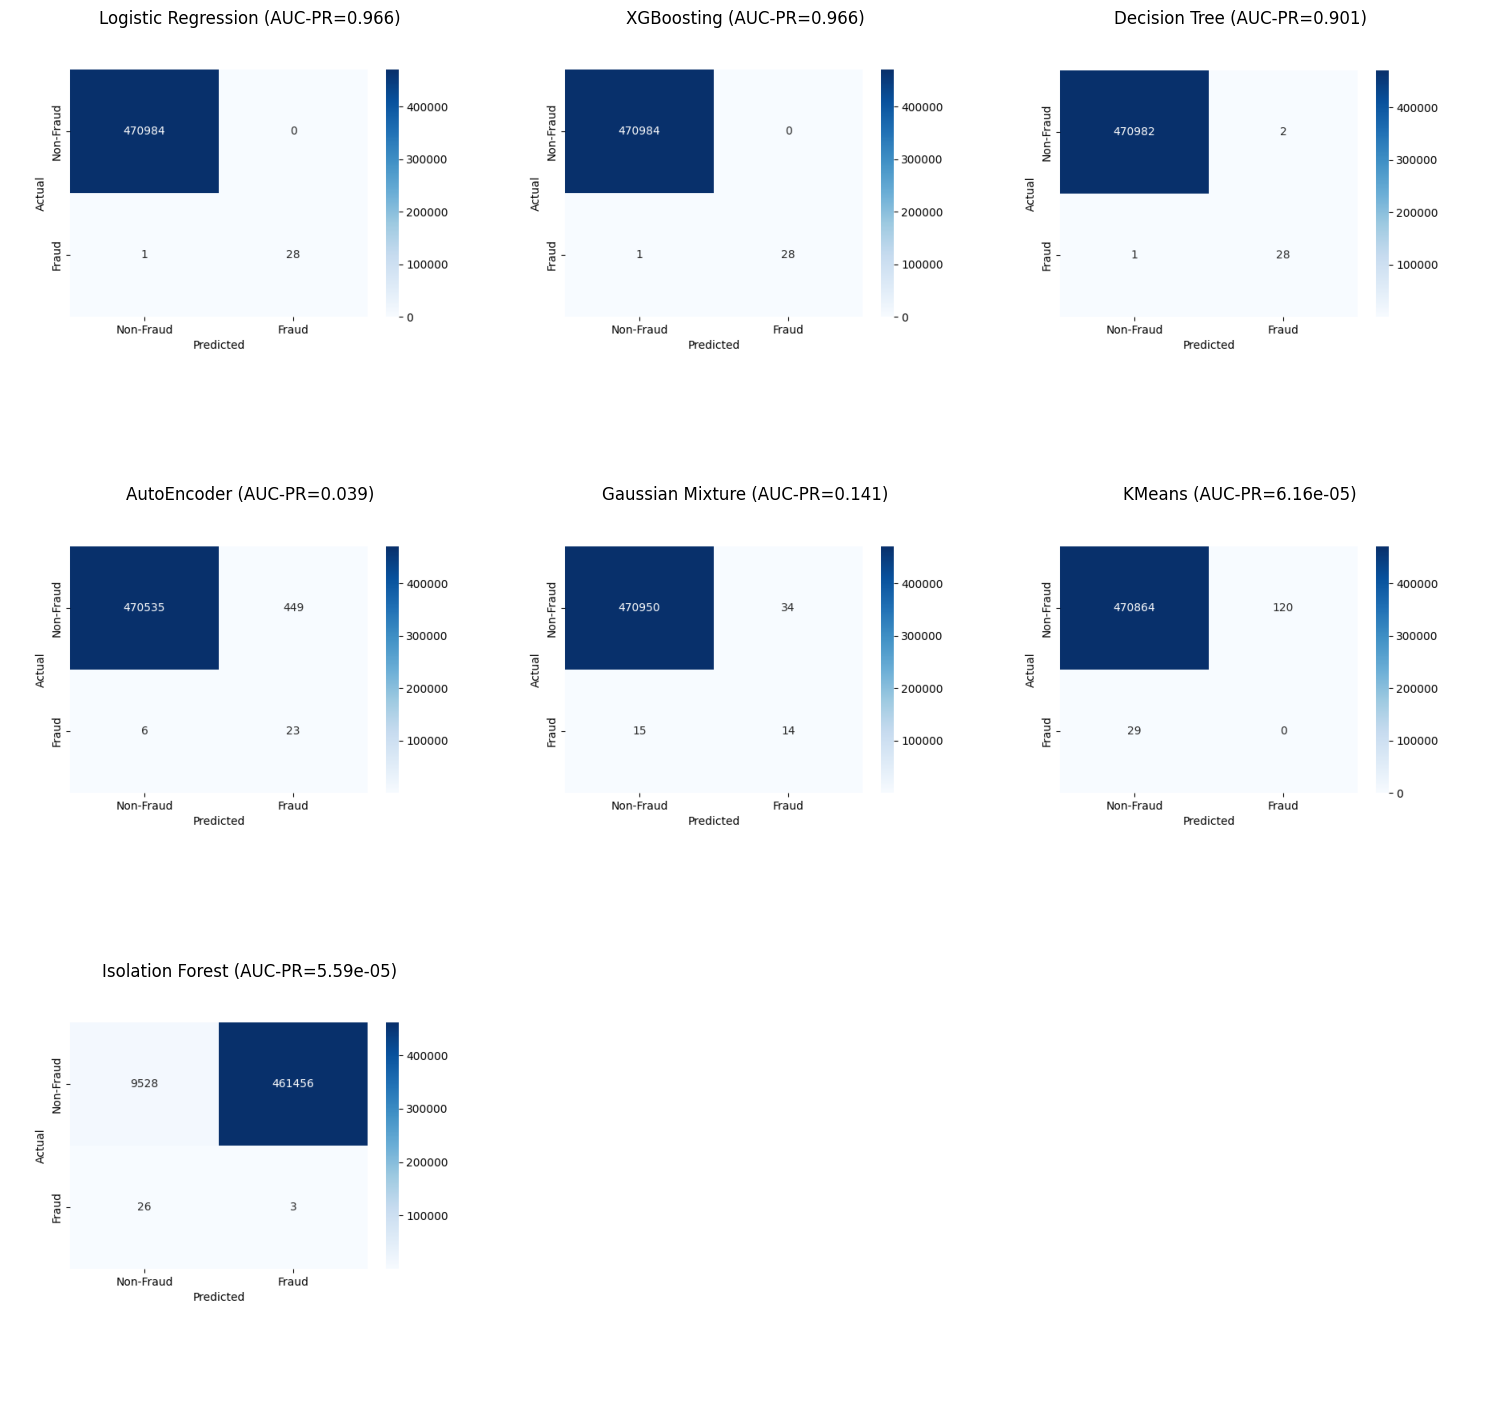 Logistic Regression (AUC-PR=0.966)
Non-Fraud
Fraud
Actual
470984
0
1
28
Non-Fraud
Fraud
Predicted
400000
300000
200000
100000
0
XGBoosting (AUC-PR=0.966)
Non-Fraud
Fraud
Actual
470984
0
1
28
Non-Fraud
Fraud
Predicted
400000
300000
200000
100000
0
Decision Tree (AUC-PR=0.901)
Non-Fraud
Fraud
Actual
470982
2
1
28
Non-Fraud
Fraud
Predicted
400000
300000
200000
100000
AutoEncoder (AUC-PR=0.039)
Non-Fraud
Fraud
Actual
470535
449
6
23
Non-Fraud
Fraud
Predicted
400000
300000
200000
100000
Gaussian Mixture (AUC-PR=0.141)
Non-Fraud
Fraud
Actual
470950
34
15
14
Non-Fraud
Fraud
Predicted
400000
300000
200000
100000
KMeans (AUC-PR=6.16e-05)
Non-Fraud
Fraud
Actual
470864
120
29
0
Non-Fraud
Fraud
Predicted
400000
300000
200000
100000
0
Isolation Forest (AUC-PR=5.59e-05)
Non-Fraud
Fraud
Actual
9528
461456
26
3
Non-Fraud
Fraud
Predicted
400000
300000
200000
100000